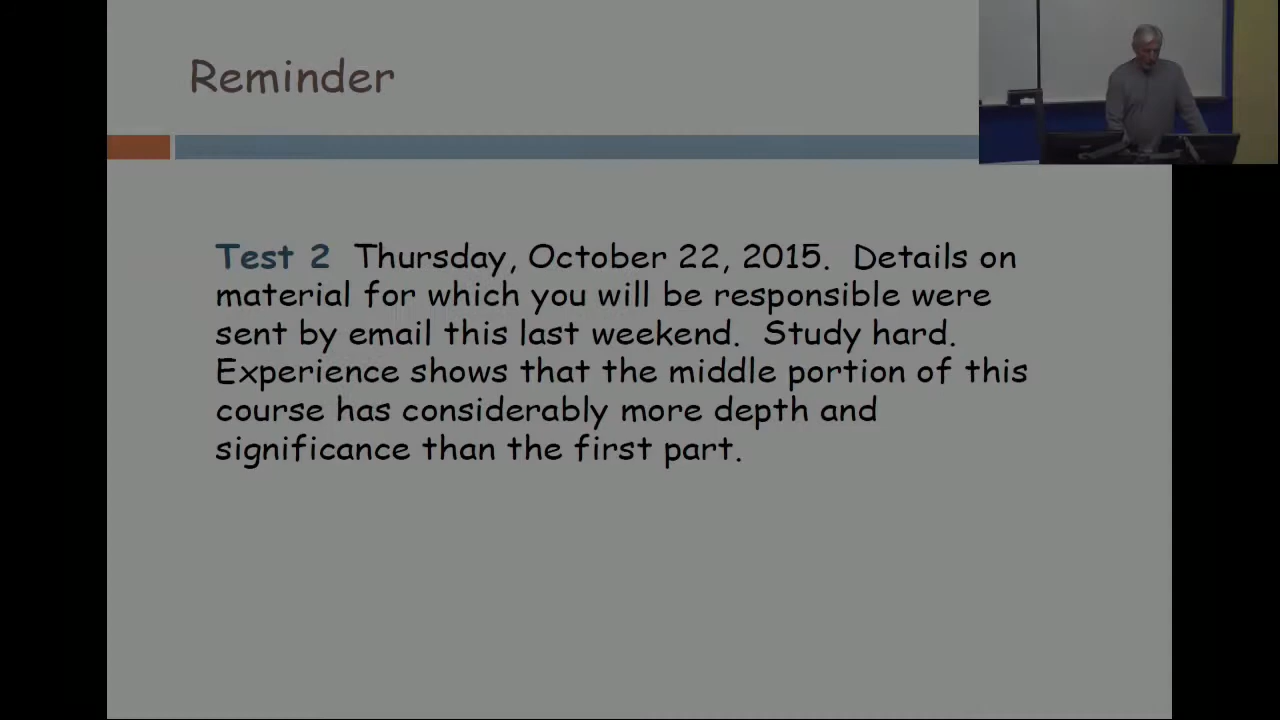 Reminder
Test 2 Thursday, October 22, 2015. Details on
material for which you will be responsible were
sent by email this last weekend. Study hard.
Experience shows that the middle portion of this
course has considerably more depth and
significance than the first part.